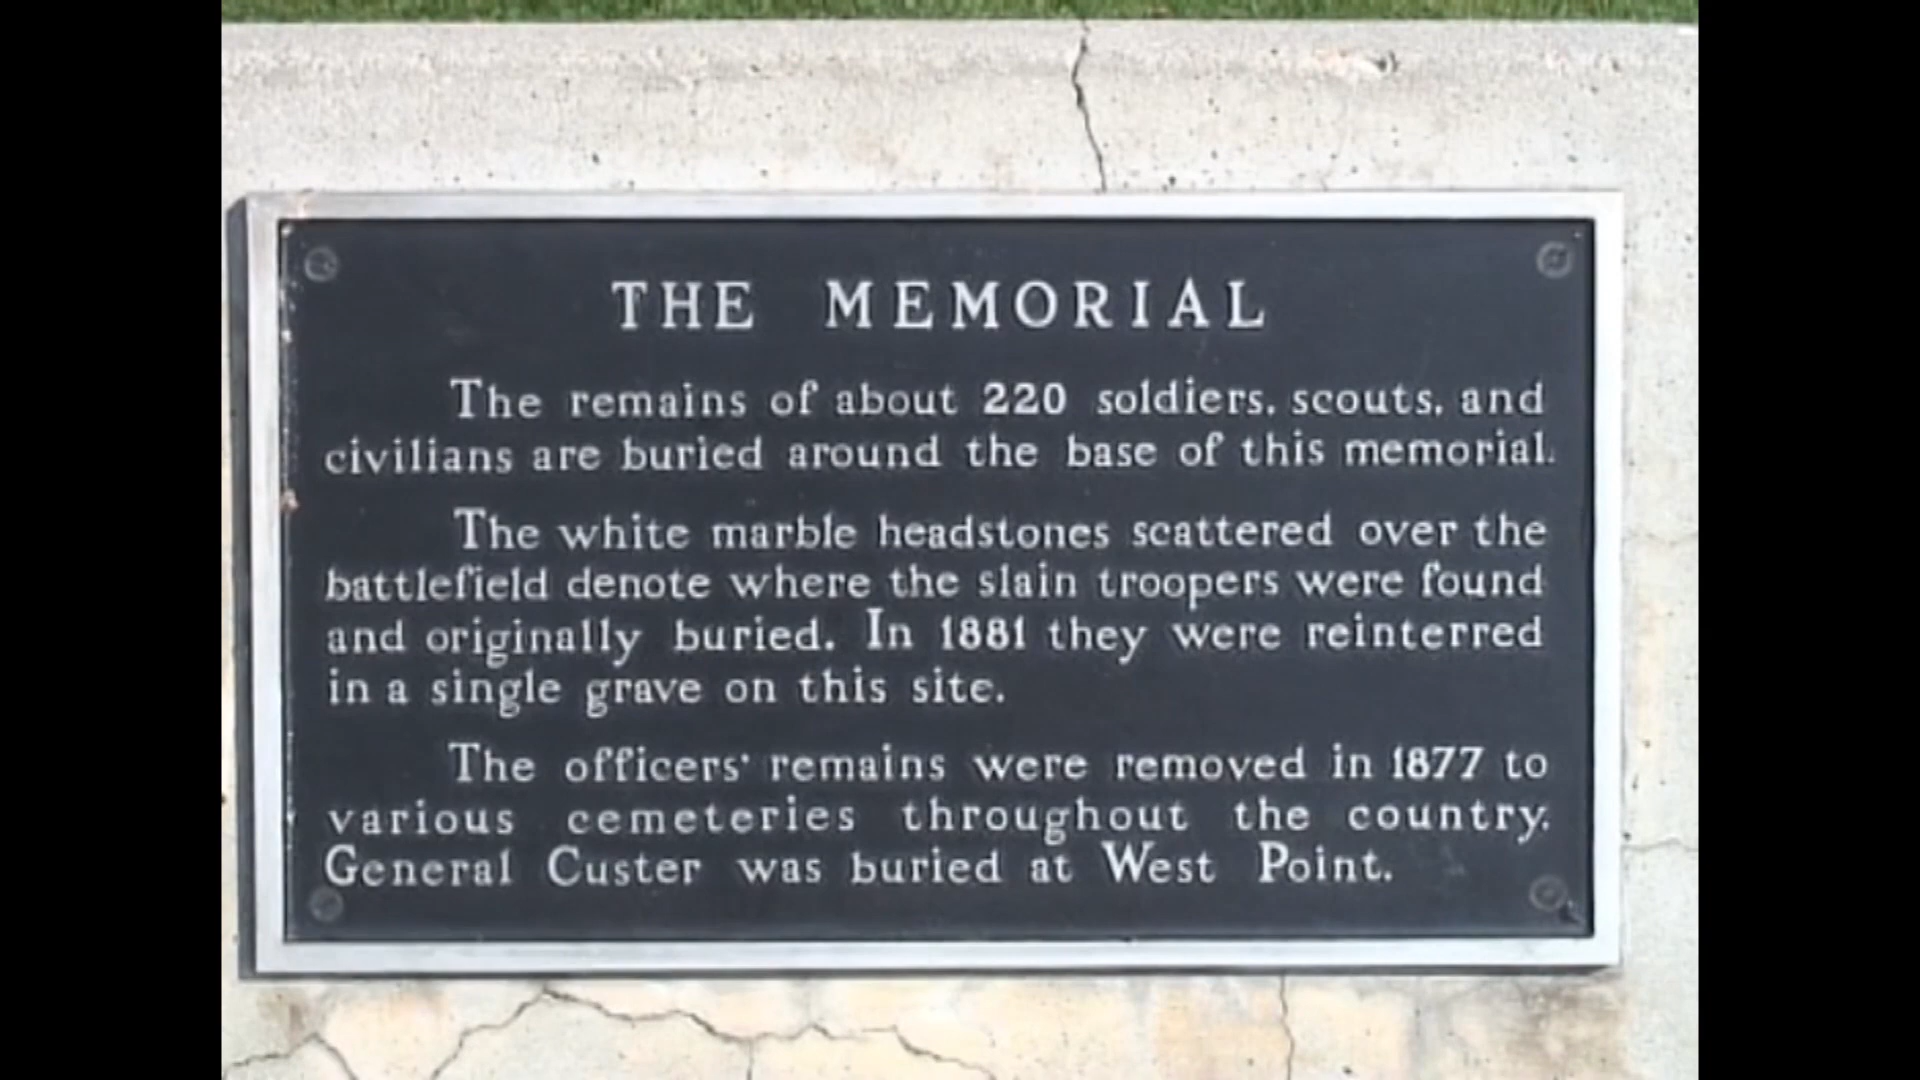 THE MEMORIAL
The remains of about 220 soldiers, scouts, and
civilians are buried around the base of this memorial.
The white marble headstones scattered over the
battlefield denote where the slain troopers were found
and originally buried. In 1881 they were reinterred
in a single grave on this site.
The officers' remains were removed in 1877 to
various cemeteries throughout the country.
General Custer was buried at West Point.